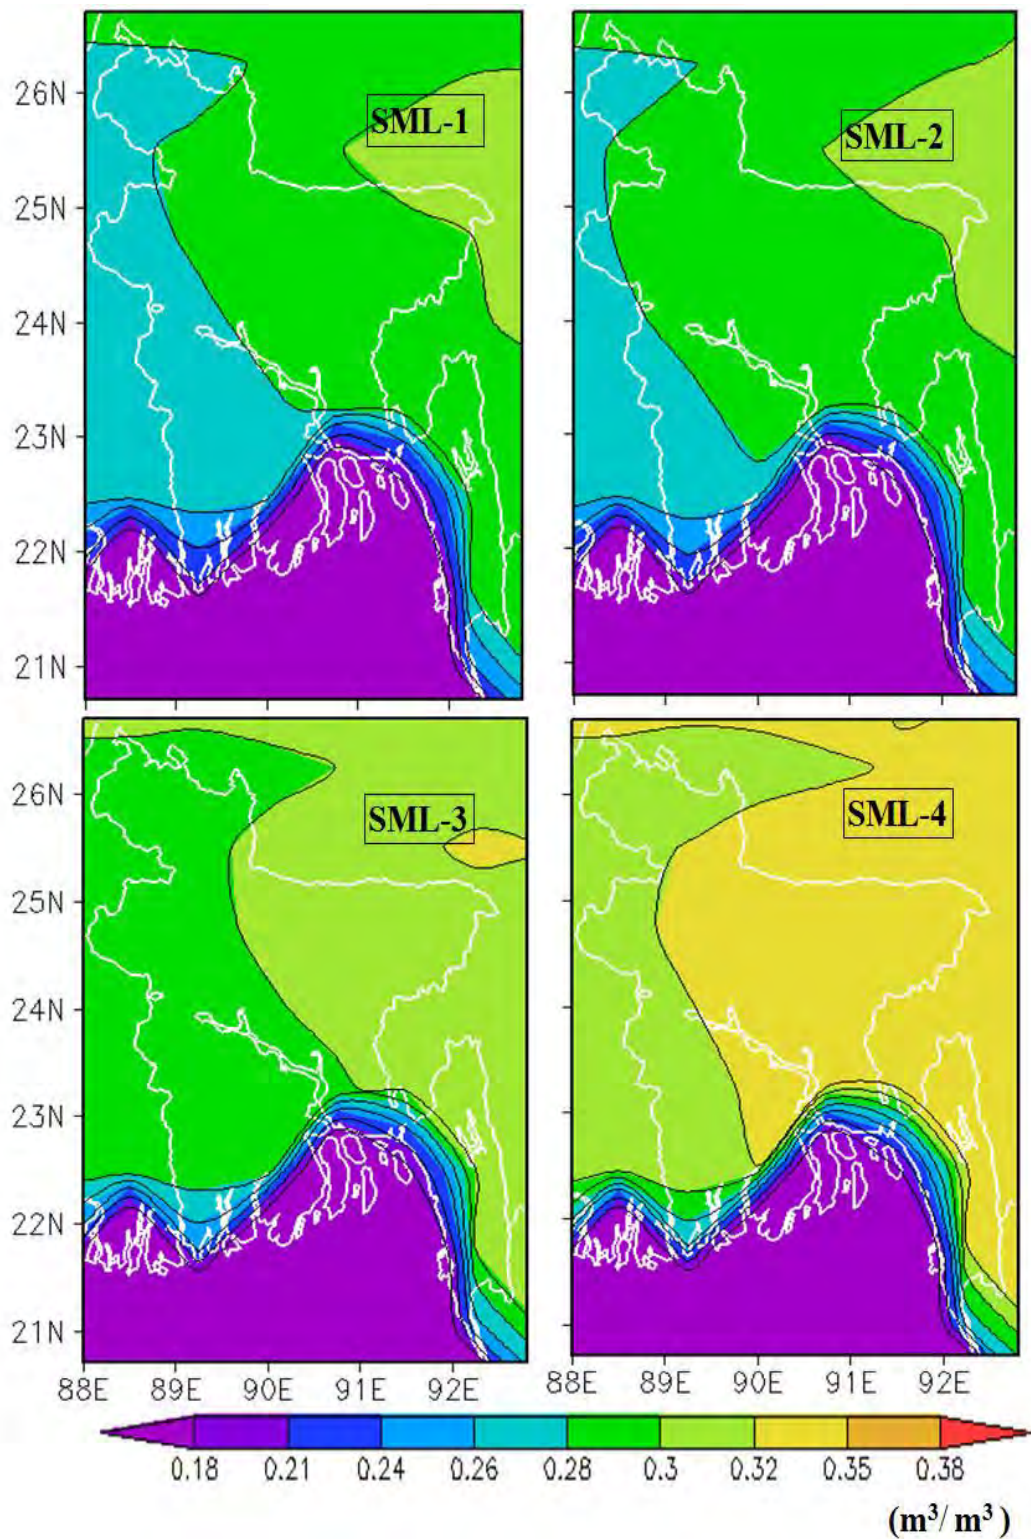 SML-1
SML-2
26N
25N
24N
23N
22N
21N
SML-3
SML-4
26N
25N
24N
23N
22N
21N
88E 89E 90E 91E 92E
88E 89E 90E 91E 92E
0.18 0.21 0.24 0.26 0.28 0.3 0.32 0.35 0.38
(m³/ m³ )